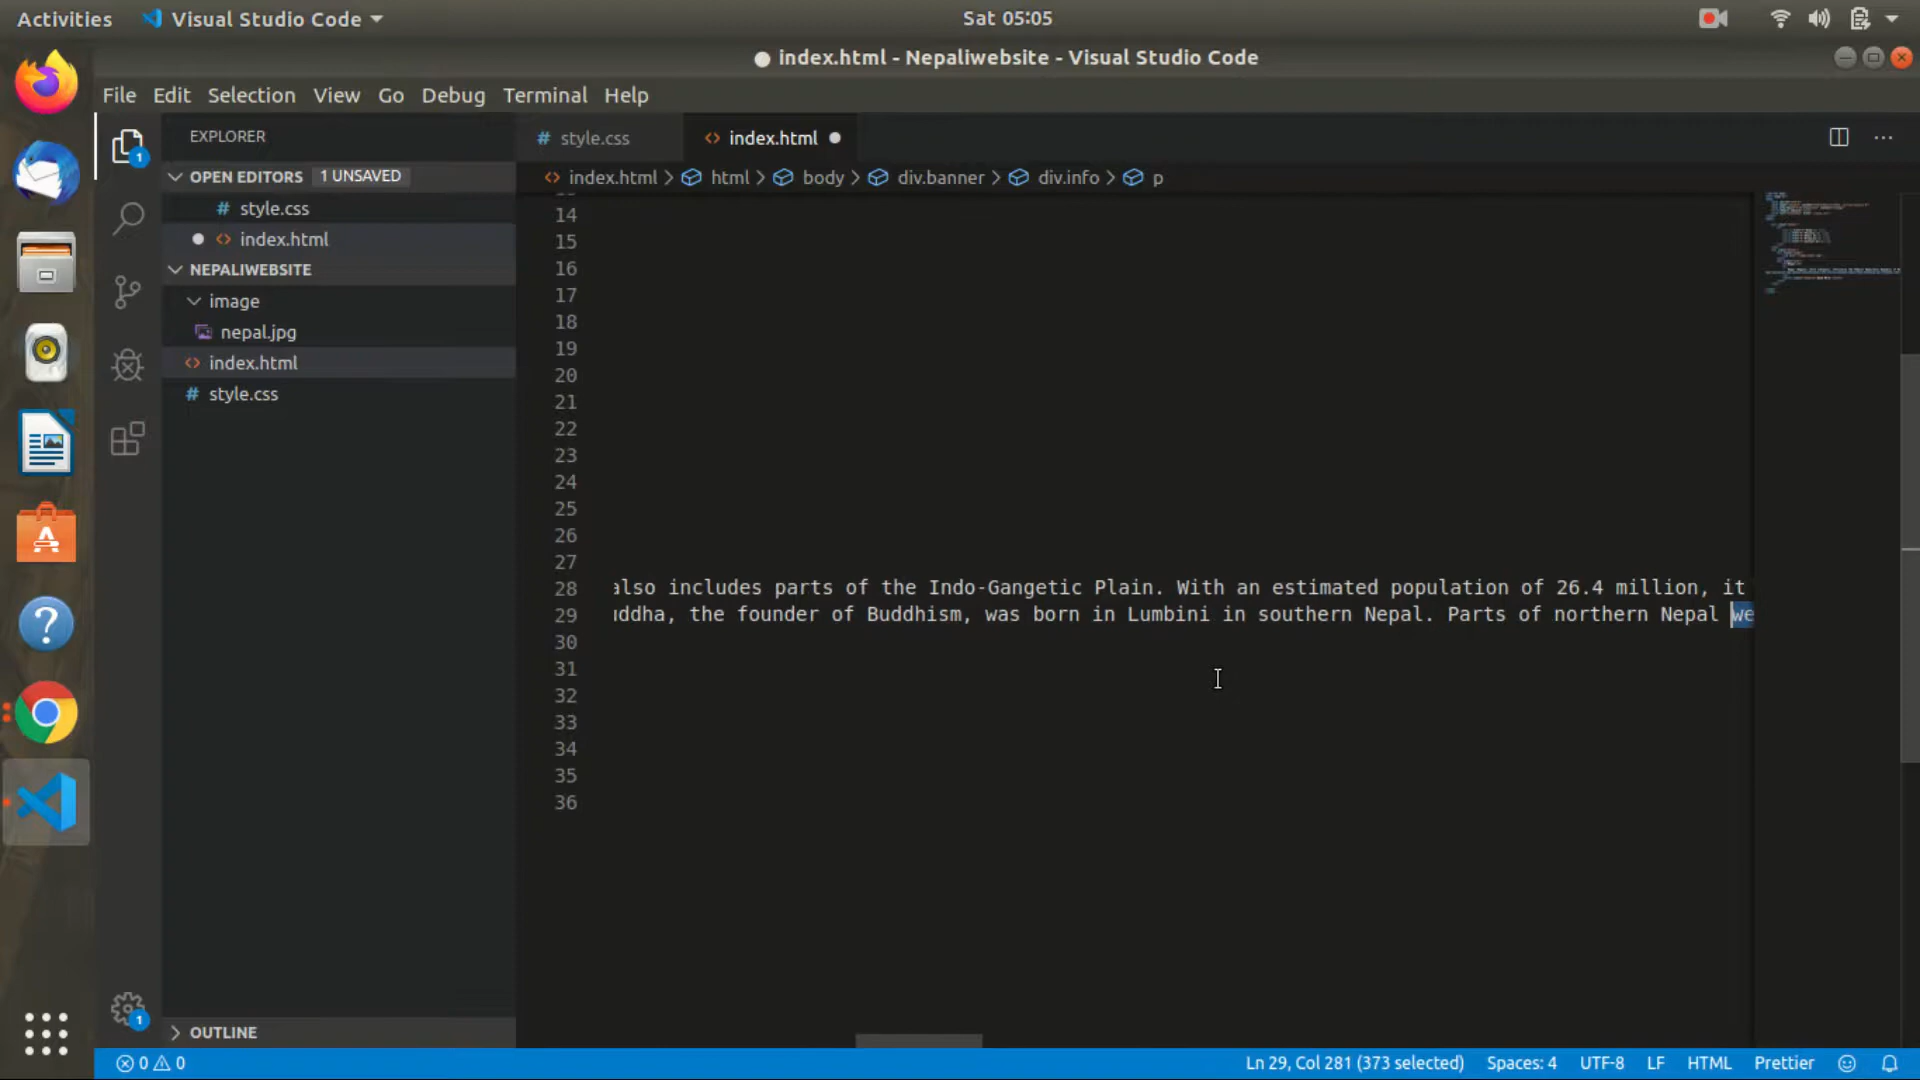 Activities
Visual Studio Code
Sat 05:05
● index.html - Nepaliwebsite - Visual Studio Code
File Edit Selection View Go Debug Terminal Help
EXPLORER
style.css
index.html
OPEN EDITORS 1 UNSAVED
index.html > html > body > div.banner > div.info > p
style.css
index.html
NEPALIWEBSITE
image
nepal.jpg
index.html
style.css
14
15
16
17
18
19
20
21
22
23
24
25
26
27
28 also includes parts of the Indo-Gangetic Plain. With an estimated population of 26.4 million, it
29 uddha, the founder of Buddhism, was born in Lumbini in southern Nepal. Parts of northern Nepal we
30
31
32
33
34
35
36
1
1
OUTLINE
0 0
Ln 29, Col 281 (373 selected) Spaces: 4 UTF-8 LF HTML Prettier